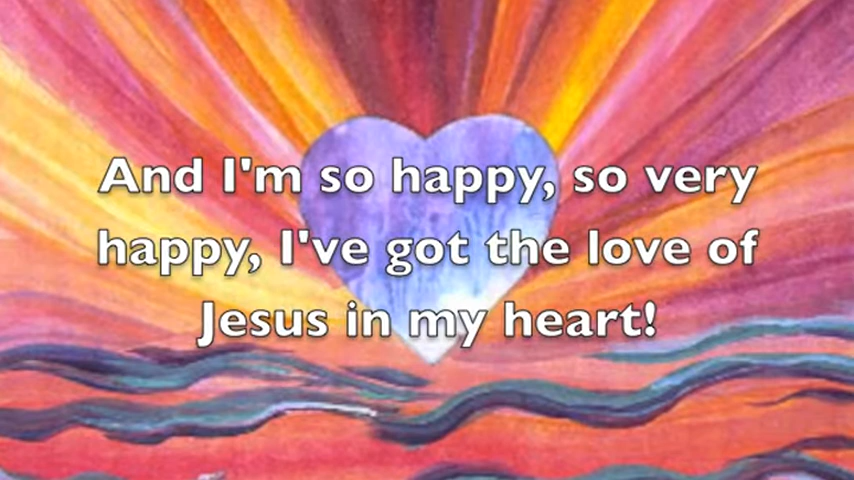 And I'm so happy, so very
happy, I've got the love of
Jesus in my heart!